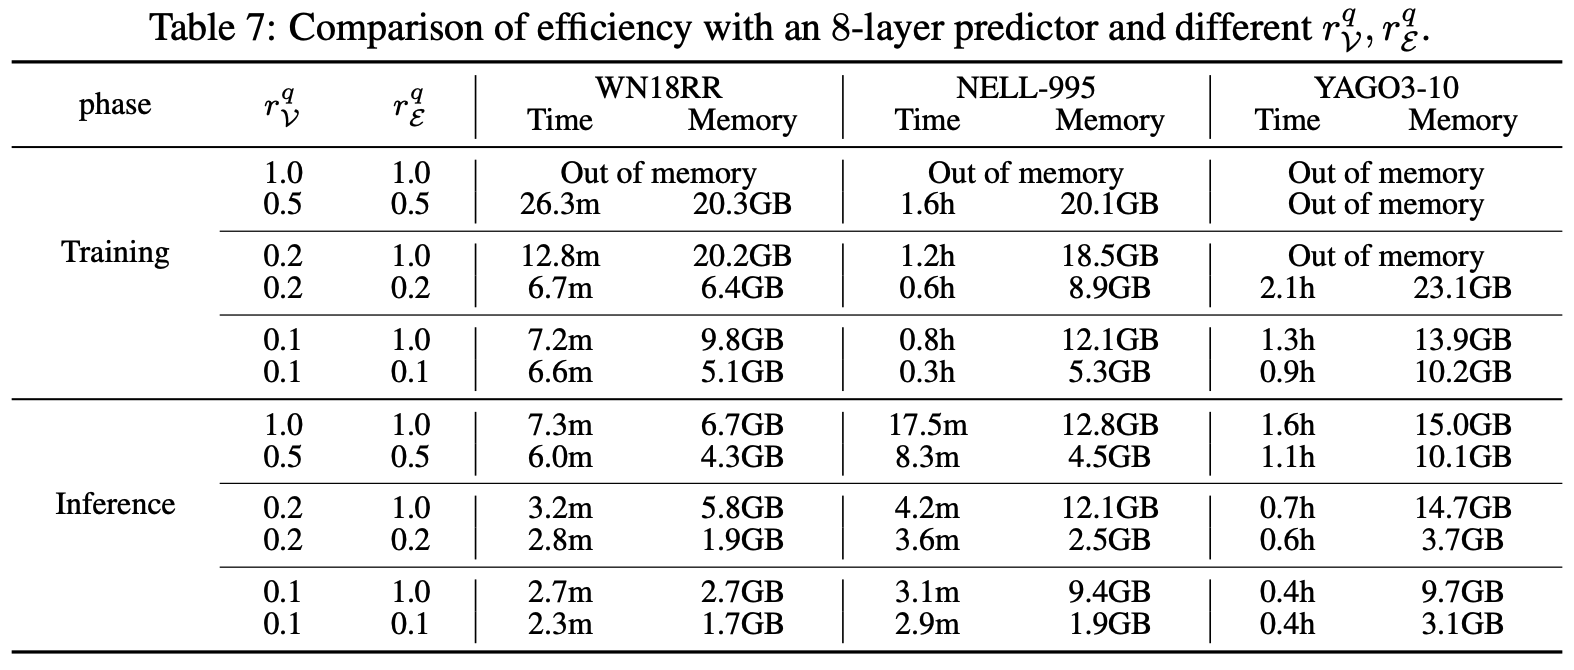 Table 7: Comparison of efficiency with an 8-layer predictor and different $r_{\mathcal{V}}^{q}, r_{\mathcal{E}}^{q}$.
phase $r_{\mathcal{V}}^{q}$ $r_{\mathcal{E}}^{q}$ WN18RR NELL-995 YAGO3-10
Time Memory Time Memory Time Memory
1.0 1.0 Out of memory Out of memory Out of memory
0.5 0.5 26.3m 20.3GB 1.6h 20.1GB Out of memory
Training 0.2 1.0 12.8m 20.2GB 1.2h 18.5GB Out of memory
0.2 0.2 6.7m 6.4GB 0.6h 8.9GB 2.1h 23.1GB
0.1 1.0 7.2m 9.8GB 0.8h 12.1GB 1.3h 13.9GB
0.1 0.1 6.6m 5.1GB 0.3h 5.3GB 0.9h 10.2GB
1.0 1.0 7.3m 6.7GB 17.5m 12.8GB 1.6h 15.0GB
0.5 0.5 6.0m 4.3GB 8.3m 4.5GB 1.1h 10.1GB
Inference 0.2 1.0 3.2m 5.8GB 4.2m 12.1GB 0.7h 14.7GB
0.2 0.2 2.8m 1.9GB 3.6m 2.5GB 0.6h 3.7GB
0.1 1.0 2.7m 2.7GB 3.1m 9.4GB 0.4h 9.7GB
0.1 0.1 2.3m 1.7GB 2.9m 1.9GB 0.4h 3.1GB